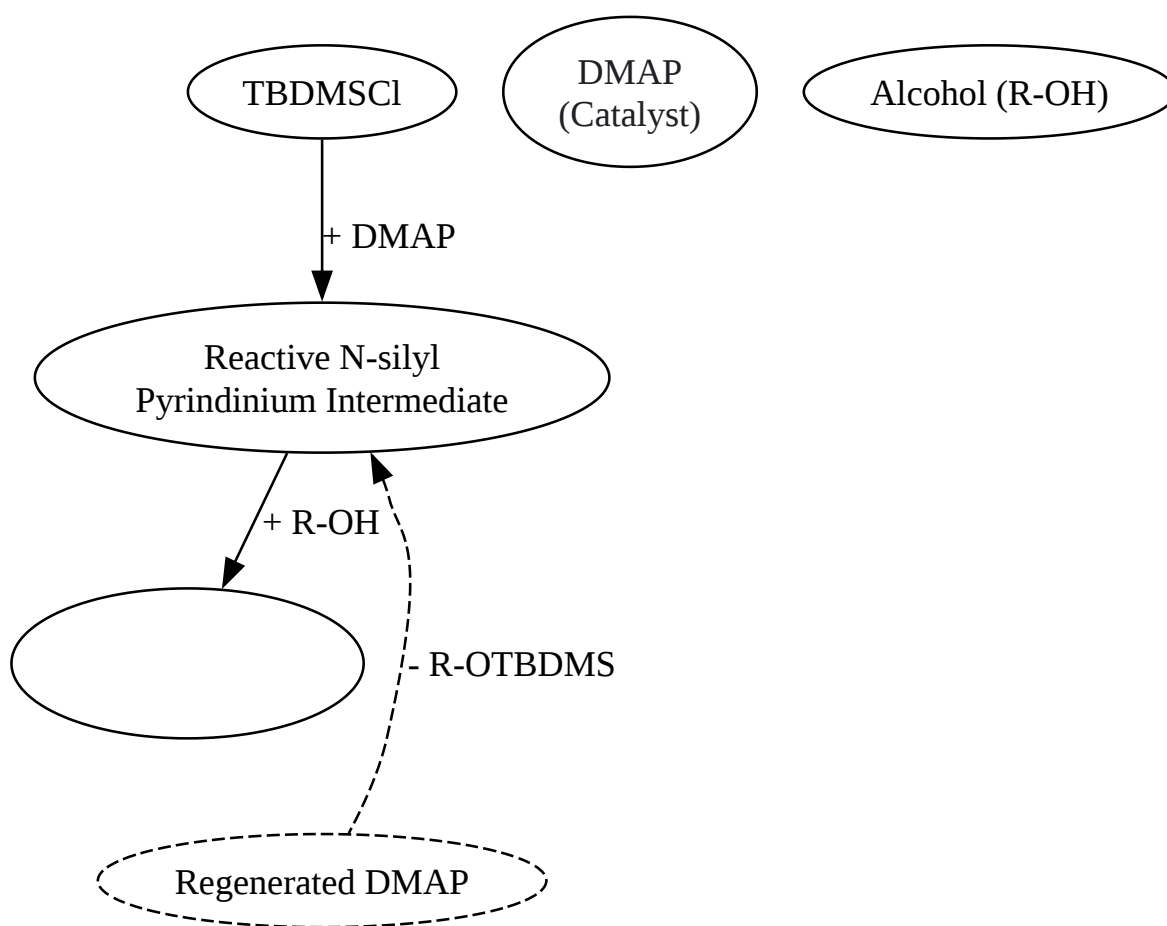 TBDMSCl
DMAP
(Catalyst)
Alcohol (R-OH)
+ DMAP
Reactive N-silyl
Pyrindinium Intermediate
+ R-OH
- R-OTBDMS
Regenerated DMAP